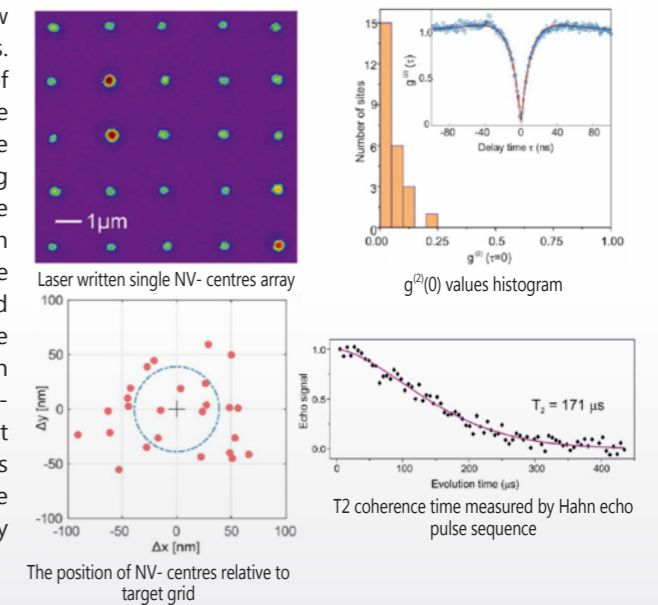 w
s.
of
e
e
g
e
n
e
d
e
n
-
t
s
e
y
1µm
Laser written single NV- centres array
Number of sites
15
12
9
6
3
0
0.00 0.25 0.50 0.75 1.00
g⁽²⁾ (τ=0)
g⁽²⁾ (τ)
1.0
0.5
0
-80 -40 0 40 80
Delay time τ (ns)
g⁽²⁾(0) values histogram
Δy [nm]
100
50
0
-50
-100
-100 -50 0 50 100
Δx [nm]
The position of NV- centres relative to
target grid
Echo signal
1.0
0.5
0.0
T₂ = 171 µs
0 100 200 300 400
Evolution time (µs)
T2 coherence time measured by Hahn echo
pulse sequence